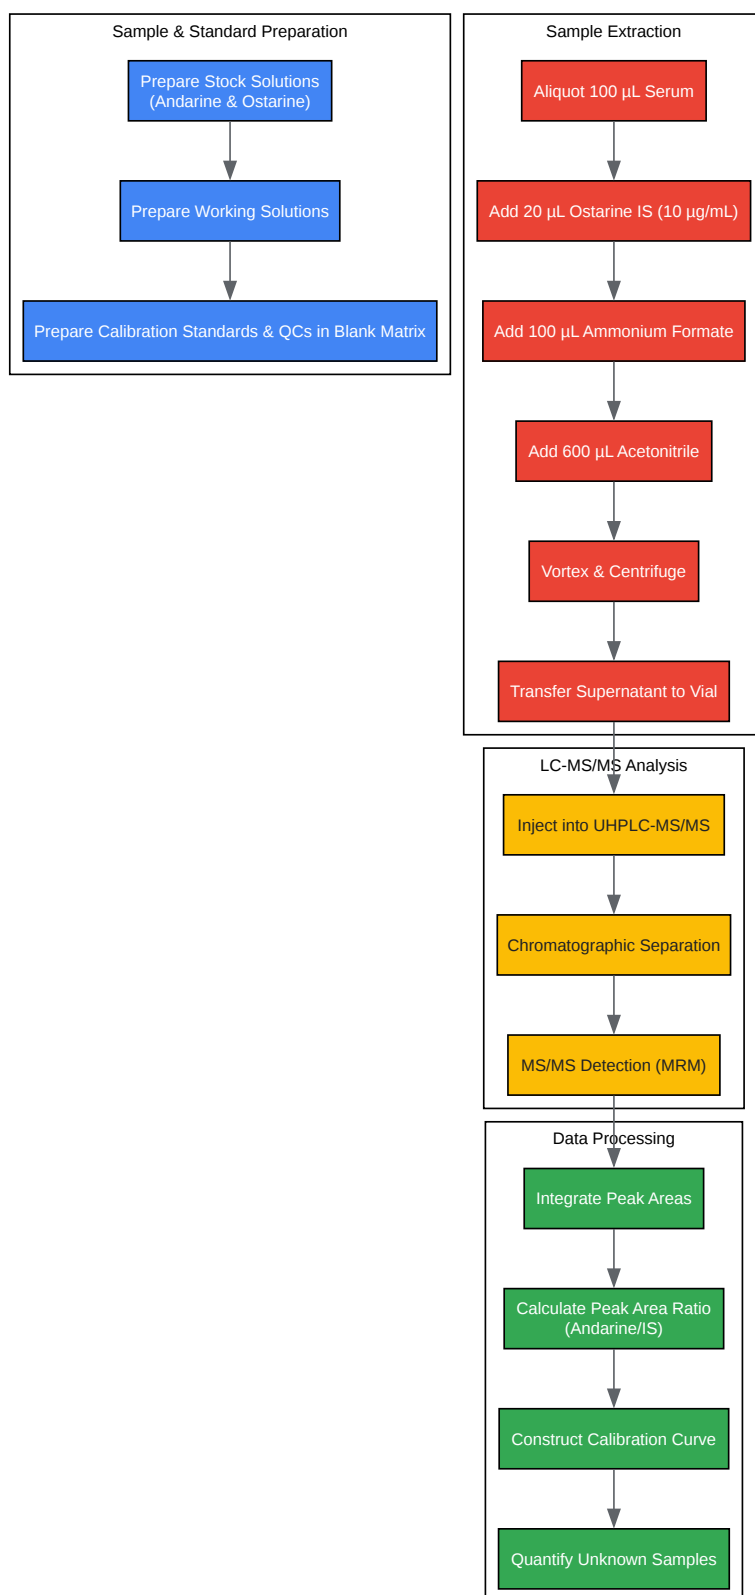 Sample & Standard Preparation
Prepare Stock Solutions
(Andarine & Ostarine)
Prepare Working Solutions
Prepare Calibration Standards & QCs in Blank Matrix
Sample Extraction
Aliquot 100 µL Serum
Add 20 µL Ostarine IS (10 µg/mL)
Add 100 µL Ammonium Formate
Add 600 µL Acetonitrile
Vortex & Centrifuge
Transfer Supernatant to Vial
LC-MS/MS Analysis
Inject into UHPLC-MS/MS
Chromatographic Separation
MS/MS Detection (MRM)
Data Processing
Integrate Peak Areas
Calculate Peak Area Ratio
(Andarine/IS)
Construct Calibration Curve
Quantify Unknown Samples